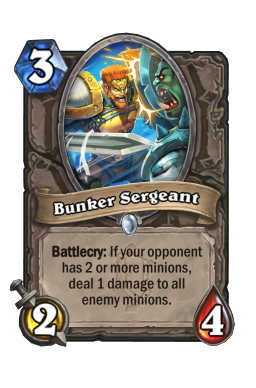 3
Bunker Sergeant
Battlecry: If your opponent
has 2 or more minions,
deal 1 damage to all
enemy minions.
2
4